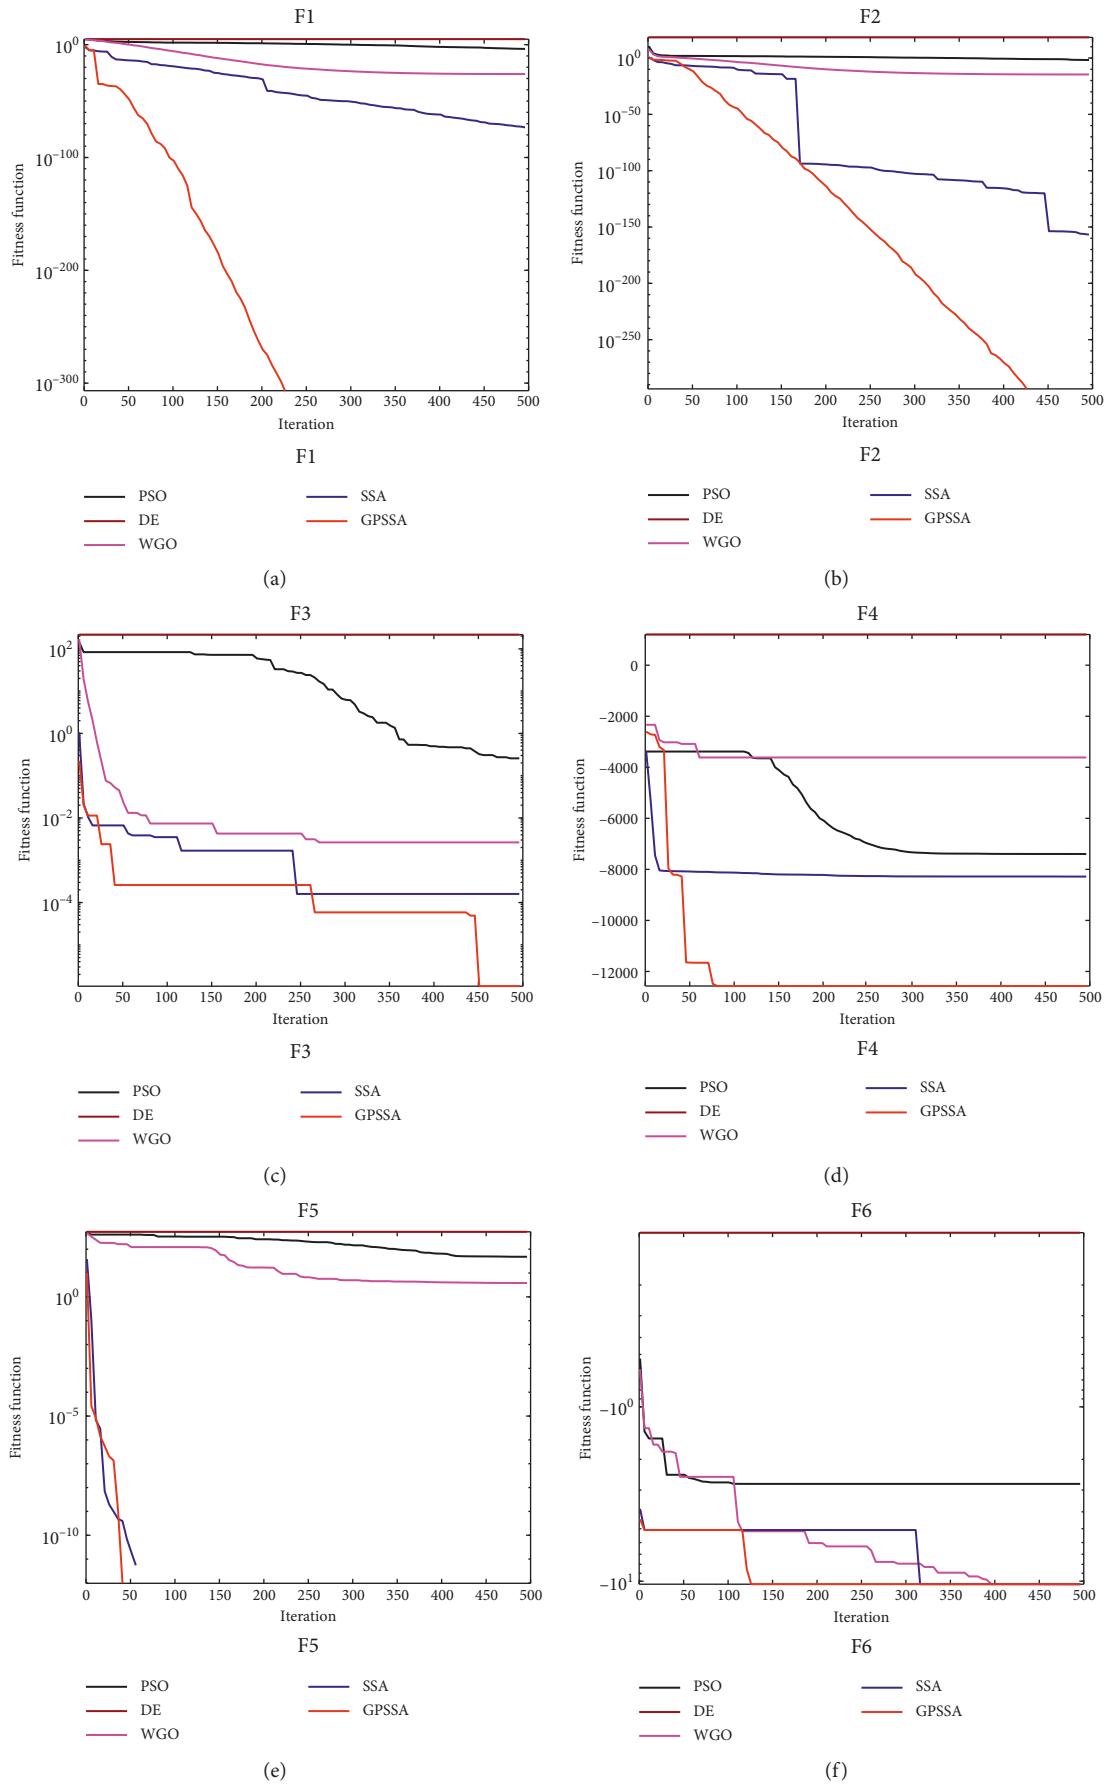 F1
10^0
10^−100
10^−200
10^−300
Fitness function
0 50 100 150 200 250 300 350 400 450 500
Iteration
F1
PSO
DE
WGO
SSA
GPSSA
(a)
F2
10^0
10^−50
10^−100
10^−150
10^−200
10^−250
Fitness function
0 50 100 150 200 250 300 350 400 450 500
Iteration
F2
PSO
DE
WGO
SSA
GPSSA
(b)
F3
10^2
10^0
10^−2
10^−4
Fitness function
0 50 100 150 200 250 300 350 400 450 500
Iteration
F3
PSO
DE
WGO
SSA
GPSSA
(c)
F4
0
−2000
−4000
−6000
−8000
−10000
−12000
Fitness function
0 50 100 150 200 250 300 350 400 450 500
Iteration
F4
PSO
DE
WGO
SSA
GPSSA
(d)
F5
10^0
10^−5
10^−10
Fitness function
0 50 100 150 200 250 300 350 400 450 500
Iteration
F5
PSO
DE
WGO
SSA
GPSSA
(e)
F6
−10^0
−10^1
Fitness function
0 50 100 150 200 250 300 350 400 450 500
Iteration
F6
PSO
DE
WGO
SSA
GPSSA
(f)